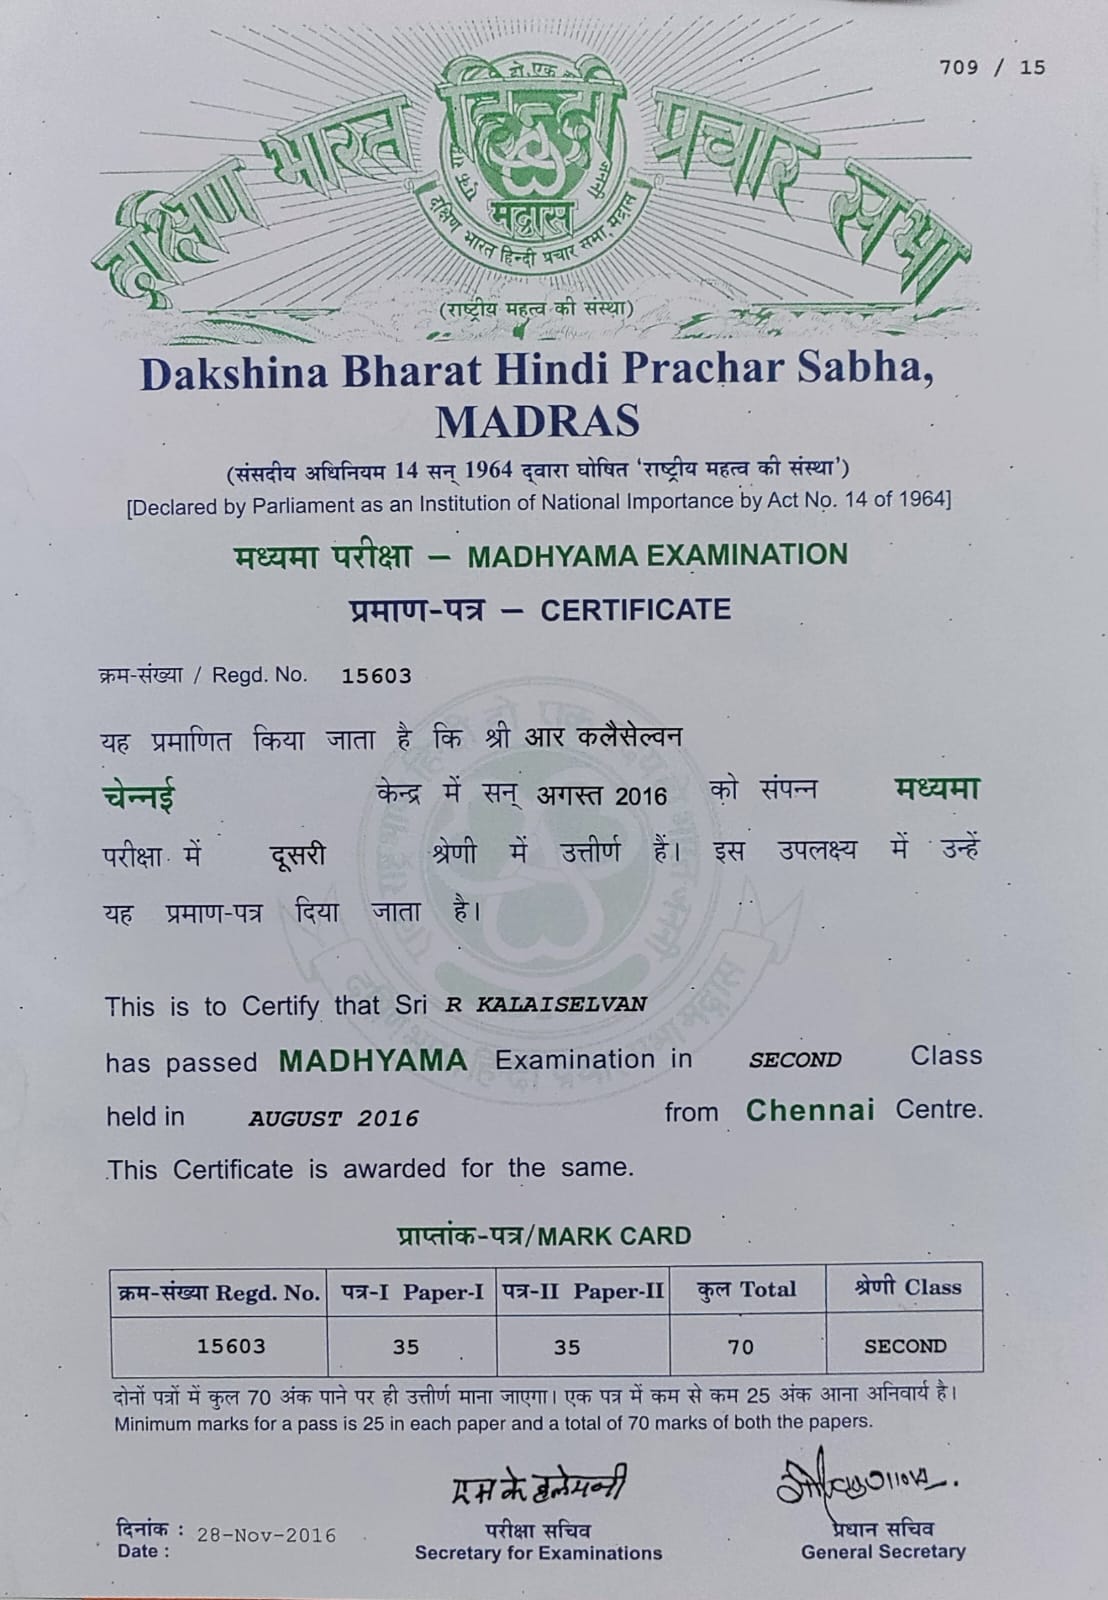 709 / 15
दक्षिण भारत हिन्दी प्रचार सभा
मद्रास
दक्षिण भारत हिन्दी प्रचार सभा, मद्रास
(राष्ट्रीय महत्व की संस्था)
Dakshina Bharat Hindi Prachar Sabha,
MADRAS
(संसदीय अधिनियम 14 सन् 1964 द्वारा घोषित ‘राष्ट्रीय महत्व की संस्था’)
[Declared by Parliament as an Institution of National Importance by Act No. 14 of 1964]
मध्यमा परीक्षा – MADHYAMA EXAMINATION
प्रमाण-पत्र – CERTIFICATE
क्रम-संख्या / Regd. No. 15603
यह प्रमाणित किया जाता है कि श्री आर कलैसेल्वन
चेन्नई केन्द्र में सन् अगस्त 2016 को संपन्न मध्यमा
परीक्षा में दूसरी श्रेणी में उत्तीर्ण हैं। इस उपलक्ष्य में उन्हें
यह प्रमाण-पत्र दिया जाता है।
This is to Certify that Sri R KALAISELVAN
has passed MADHYAMA Examination in SECOND Class
held in AUGUST 2016 from Chennai Centre.
This Certificate is awarded for the same.
प्राप्तांक-पत्र/MARK CARD
क्रम-संख्या Regd. No. पत्र-I Paper-I पत्र-II Paper-II कुल Total श्रेणी Class
15603 35 35 70 SECOND
दोनों पत्रों में कुल 70 अंक पाने पर ही उत्तीर्ण माना जाएगा। एक पत्र में कम से कम 25 अंक आना अनिवार्य है।
Minimum marks for a pass is 25 in each paper and a total of 70 marks of both the papers.
दिनांक : 28-Nov-2016 परीक्षा सचिव प्रधान सचिव
Date : Secretary for Examinations General Secretary